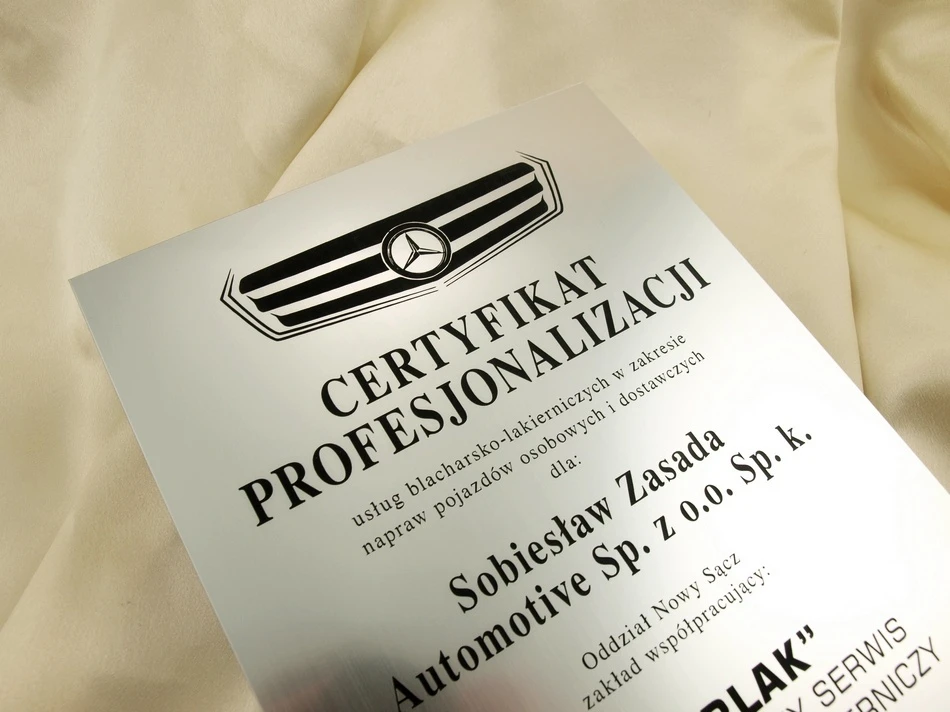 CERTYFIKAT
PROFESJONALIZACJI
usług blacharsko-lakierniczych w zakresie
napraw pojazdów osobowych i dostawczych
dla:
Sobiesław Zasada
Automotive Sp. z o.o. Sp. k.
Oddział Nowy Sącz
zakład współpracujący:
SERWIS